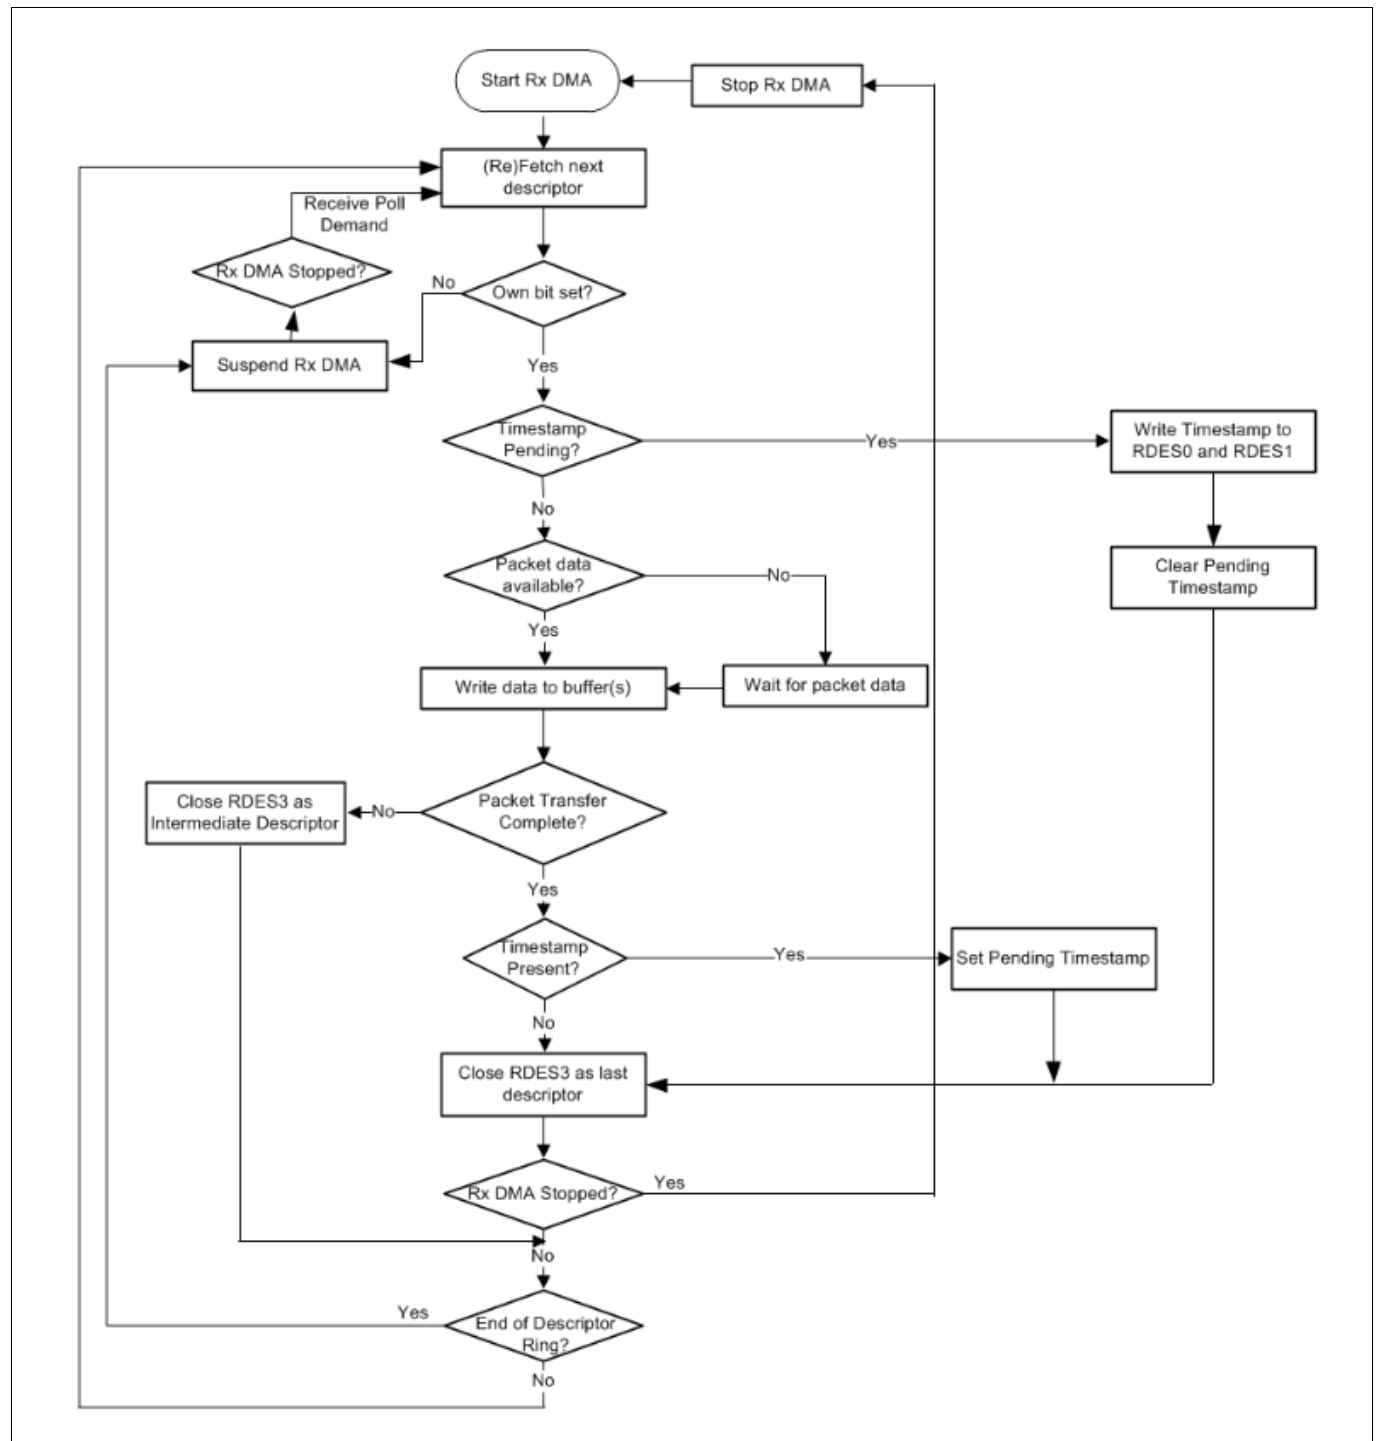 Start Rx DMA
Stop Rx DMA
(Re)Fetch next
descriptor
Receive Poll
Demand
Rx DMA Stopped?
No
Own bit set?
Suspend Rx DMA
Yes
Timestamp
Pending?
Yes
Write Timestamp to
RDES0 and RDES1
No
Packet data
available?
No
Clear Pending
Timestamp
Yes
Write data to buffer(s)
Wait for packet data
Packet Transfer
Complete?
No
Close RDES3 as
Intermediate Descriptor
Yes
Timestamp
Present?
Yes
Set Pending Timestamp
No
Close RDES3 as last
descriptor
Rx DMA Stopped?
Yes
No
End of Descriptor
Ring?
Yes
No